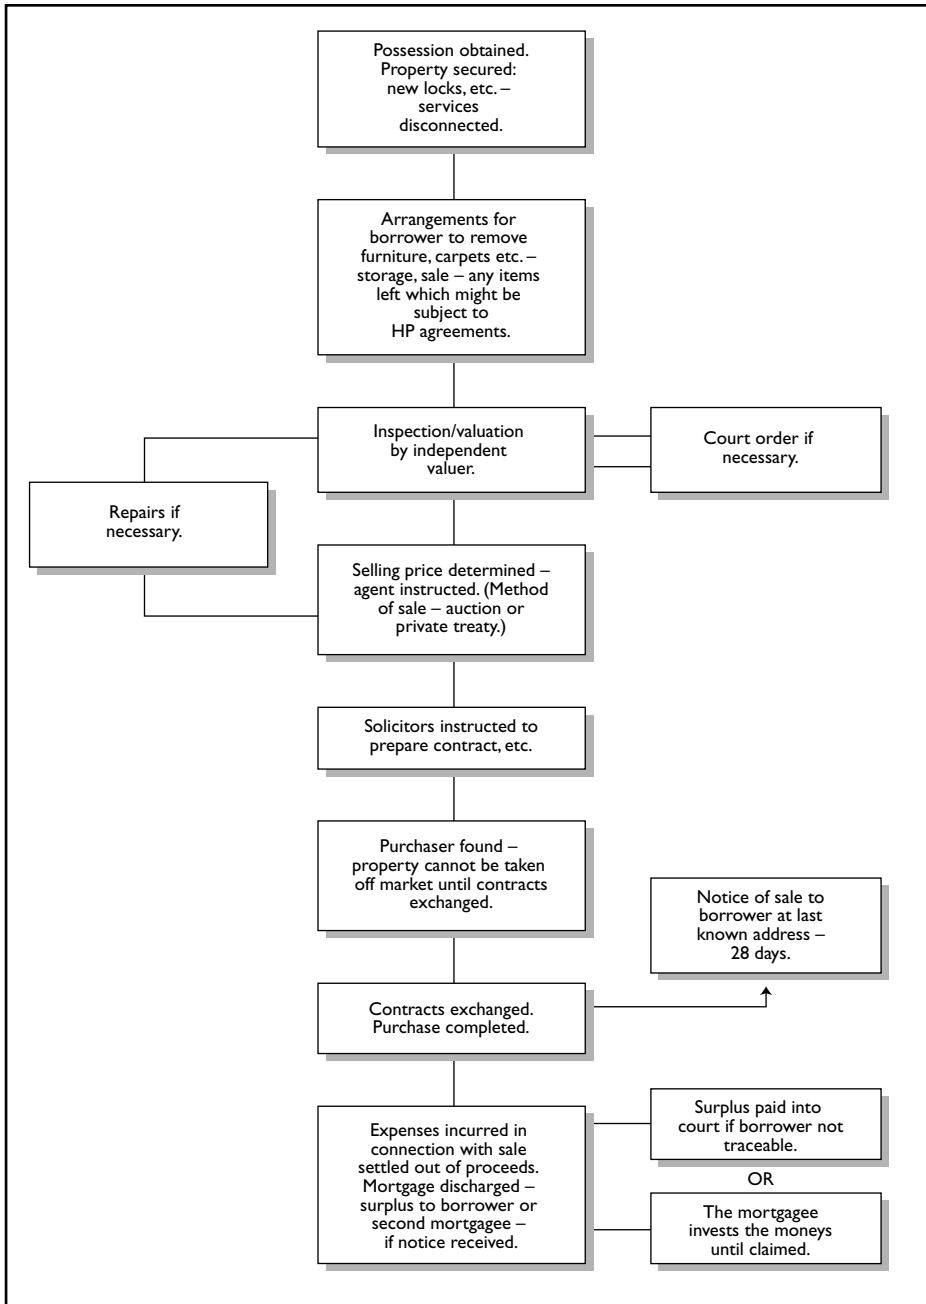 Possession obtained.
Property secured:
new locks, etc. –
services
disconnected.
Arrangements for
borrower to remove
furniture, carpets etc. –
storage, sale – any items
left which might be
subject to
HP agreements.
Inspection/valuation
by independent
valuer.
Court order if
necessary.
Repairs if
necessary.
Selling price determined –
agent instructed. (Method
of sale – auction or
private treaty.)
Solicitors instructed to
prepare contract, etc.
Purchaser found –
property cannot be taken
off market until contracts
exchanged.
Notice of sale to
borrower at last
known address –
28 days.
Contracts exchanged.
Purchase completed.
Expenses incurred in
connection with sale
settled out of proceeds.
Mortgage discharged –
surplus to borrower or
second mortgagee –
if notice received.
Surplus paid into
court if borrower not
traceable.
OR
The mortgagee
invests the moneys
until claimed.